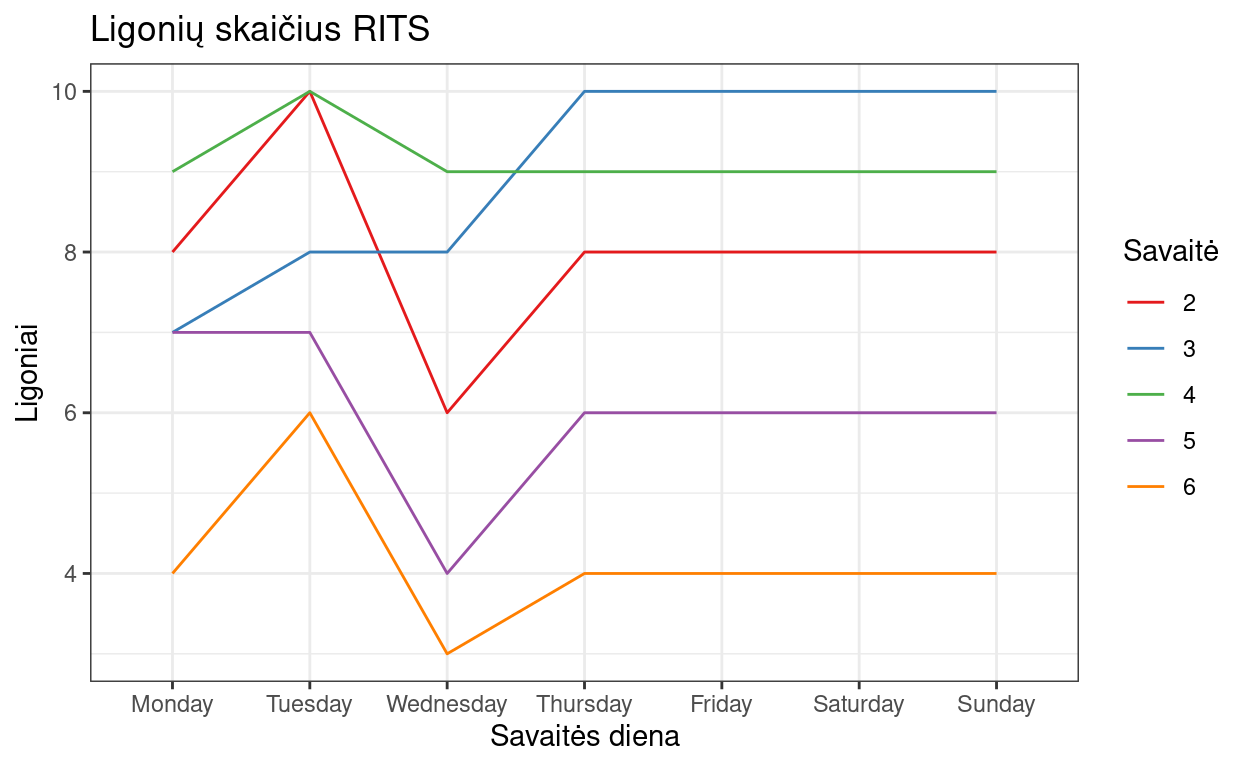 Ligonių skaičius RITS
Ligoniai
10
8
6
4
Monday Tuesday Wednesday Thursday Friday Saturday Sunday
Savaitės diena
Savaitė
2
3
4
5
6